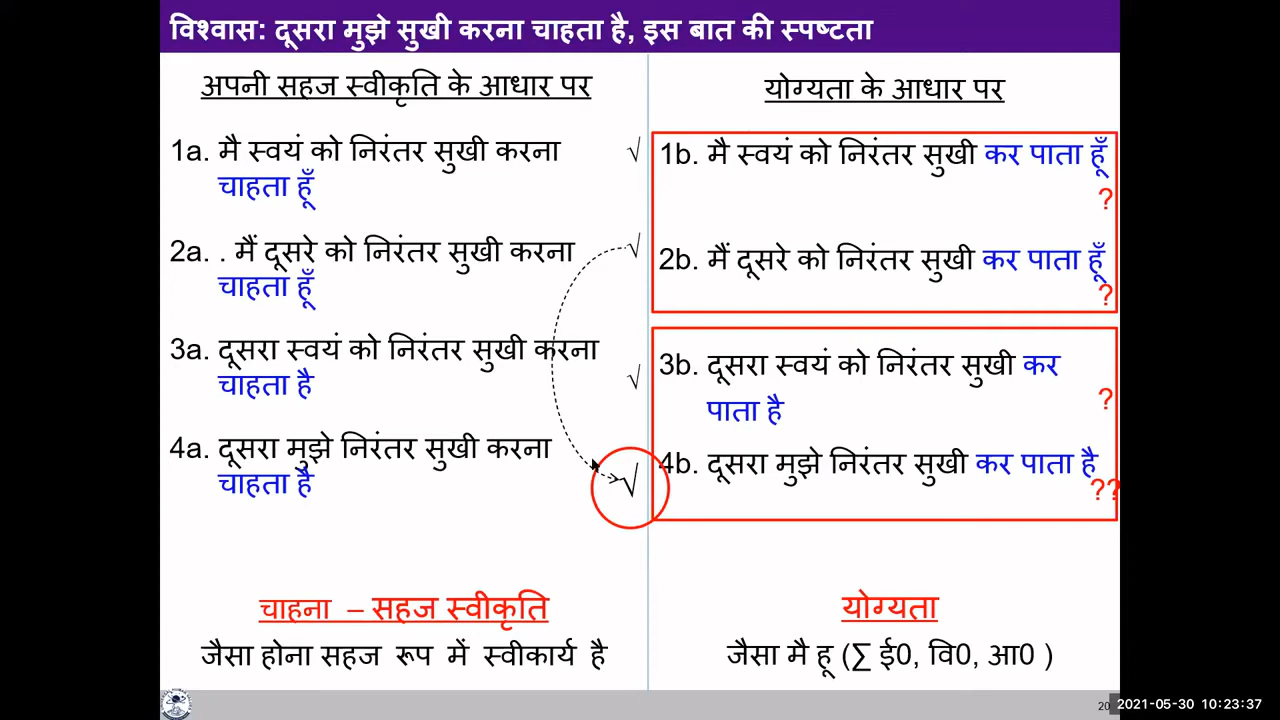 विश्वास: दूसरा मुझे सुखी करना चाहता है, इस बात की स्पष्टता
अपनी सहज स्वीकृति के आधार पर
1a. मै स्वयं को निरंतर सुखी करना √
चाहता हूँ
2a. . मैं दूसरे को निरंतर सुखी करना √
चाहता हूँ
3a. दूसरा स्वयं को निरंतर सुखी करना
चाहता है √
4a. दूसरा मुझे निरंतर सुखी करना
चाहता है √
चाहना – सहज स्वीकृति
जैसा होना सहज रूप में स्वीकार्य है
योग्यता के आधार पर
1b. मै स्वयं को निरंतर सुखी कर पाता हूँ
?
2b. मैं दूसरे को निरंतर सुखी कर पाता हूँ
?
3b. दूसरा स्वयं को निरंतर सुखी कर
पाता है ?
4b. दूसरा मुझे निरंतर सुखी कर पाता है
??
योग्यता
जैसा मै हू (∑ ई0, वि0, आ0 )
20
2021-05-30 10:23:37